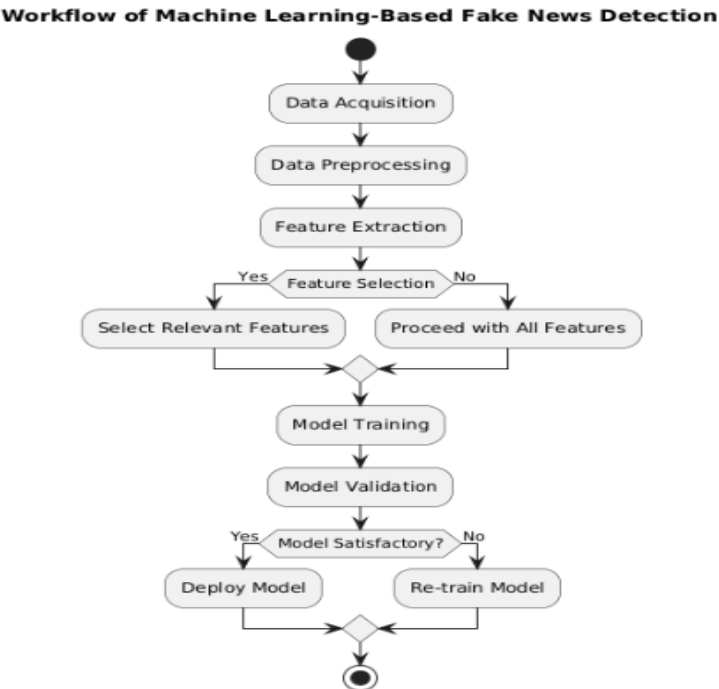 Workflow of Machine Learning-Based Fake News Detection
Data Acquisition
Data Preprocessing
Feature Extraction
Yes
Feature Selection
No
Select Relevant Features
Proceed with All Features
Model Training
Model Validation
Yes
Model Satisfactory?
No
Deploy Model
Re-train Model